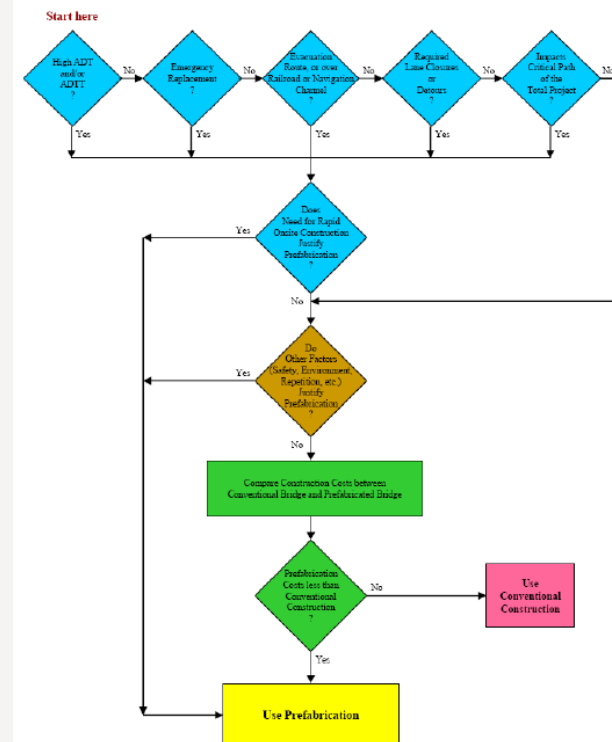 Start here
High ADT
and/or
ADTT
?
No
Yes
Emergency
Replacement
?
No
Yes
Evacuation
Route, or over
Railroad or Navigation
Channel
?
No
Yes
Required
Lane Closures
or
Detours
?
No
Yes
Impacts
Critical Path
of the
Total Project
?
No
Yes
Does
Need for Rapid
Onsite Construction
Justify
Prefabrication
?
Yes
No
Do
Other Factors
(Safety, Environment,
Repetition, etc.)
Justify
Prefabrication
?
Yes
No
Compare Construction Costs between
Conventional Bridge and Prefabricated Bridge
Prefabrication
Costs less than
Conventional
Construction
?
No
Yes
Use
Conventional
Construction
Use Prefabrication